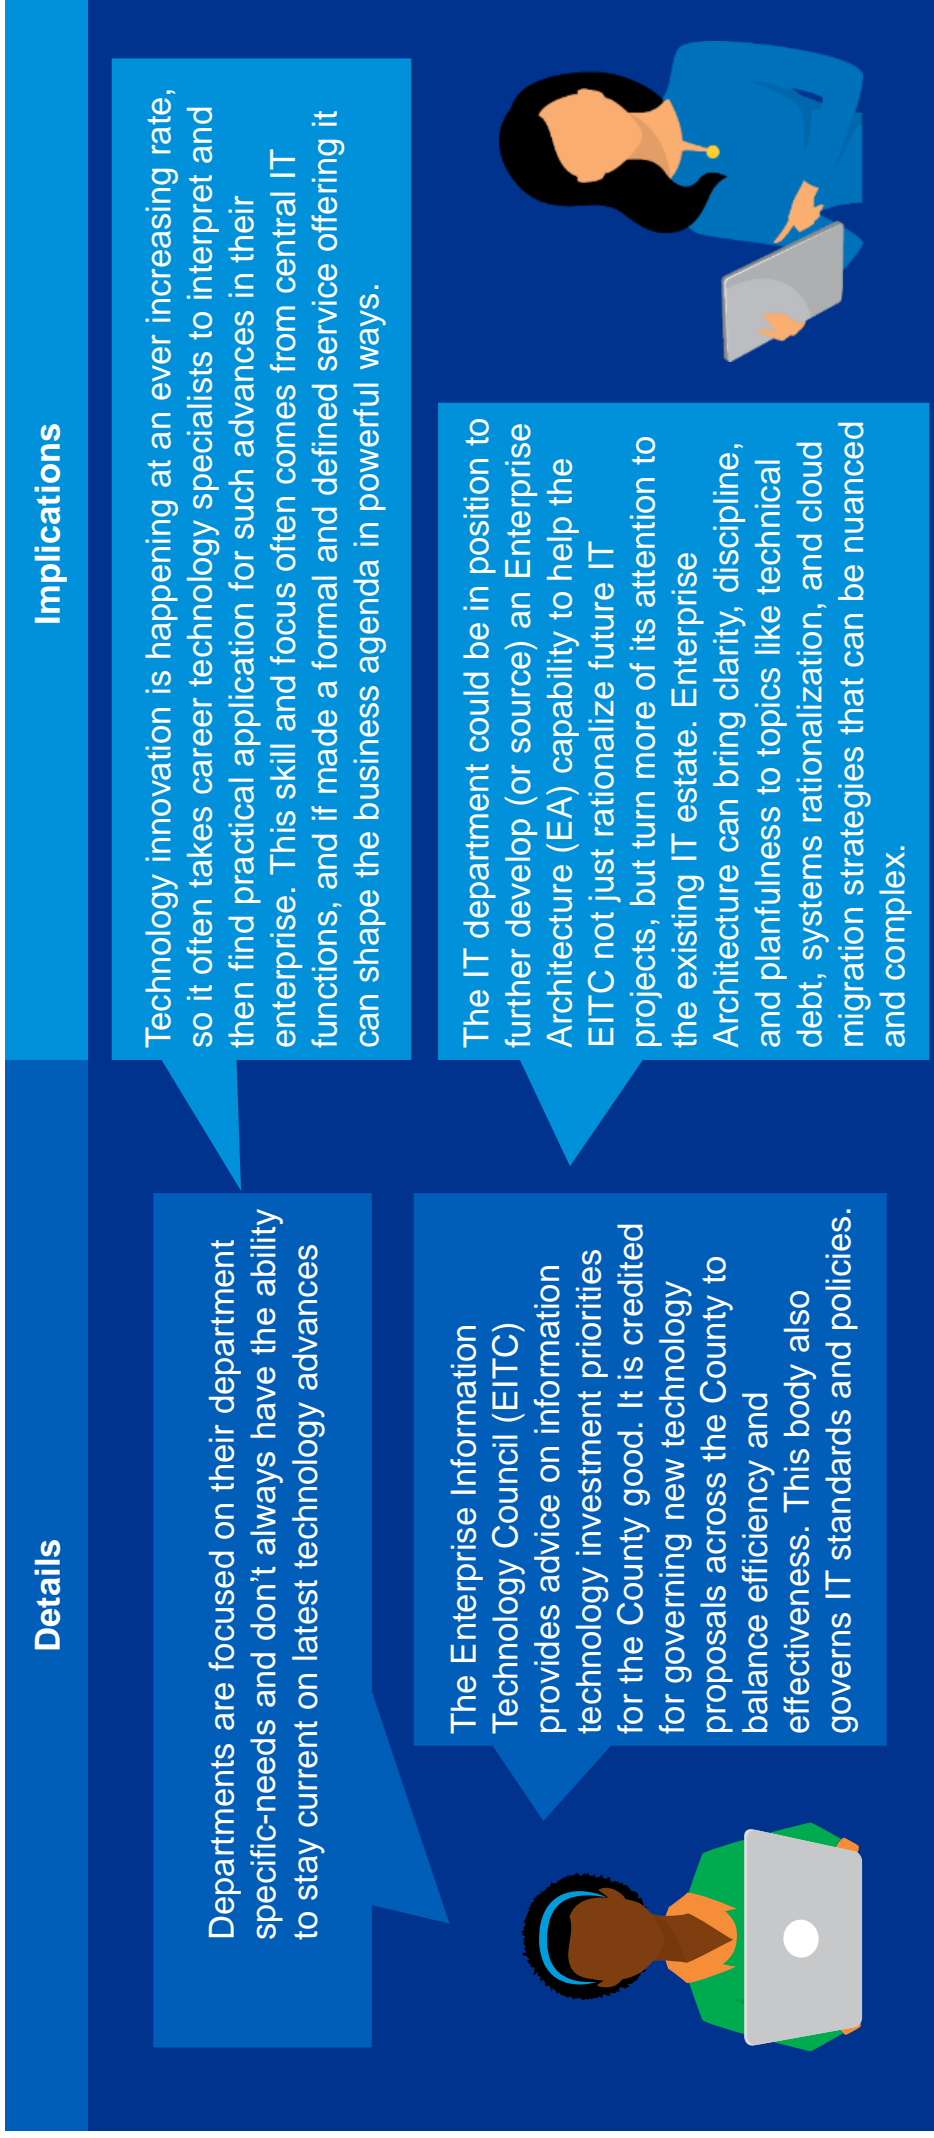 Details
Implications
Departments are focused on their department
specific-needs and don't always have the ability
to stay current on latest technology advances
Technology innovation is happening at an ever increasing rate,
so it often takes career technology specialists to interpret and
then find practical application for such advances in their
enterprise. This skill and focus often comes from central IT
functions, and if made a formal and defined service offering it
can shape the business agenda in powerful ways.
The Enterprise Information
Technology Council (EITC)
provides advice on information
technology investment priorities
for the County good. It is credited
for governing new technology
proposals across the County to
balance efficiency and
effectiveness. This body also
governs IT standards and policies.
The IT department could be in position to
further develop (or source) an Enterprise
Architecture (EA) capability to help the
EITC not just rationalize future IT
projects, but turn more of its attention to
the existing IT estate. Enterprise
Architecture can bring clarity, discipline,
and planfulness to topics like technical
debt, systems rationalization, and cloud
migration strategies that can be nuanced
and complex.